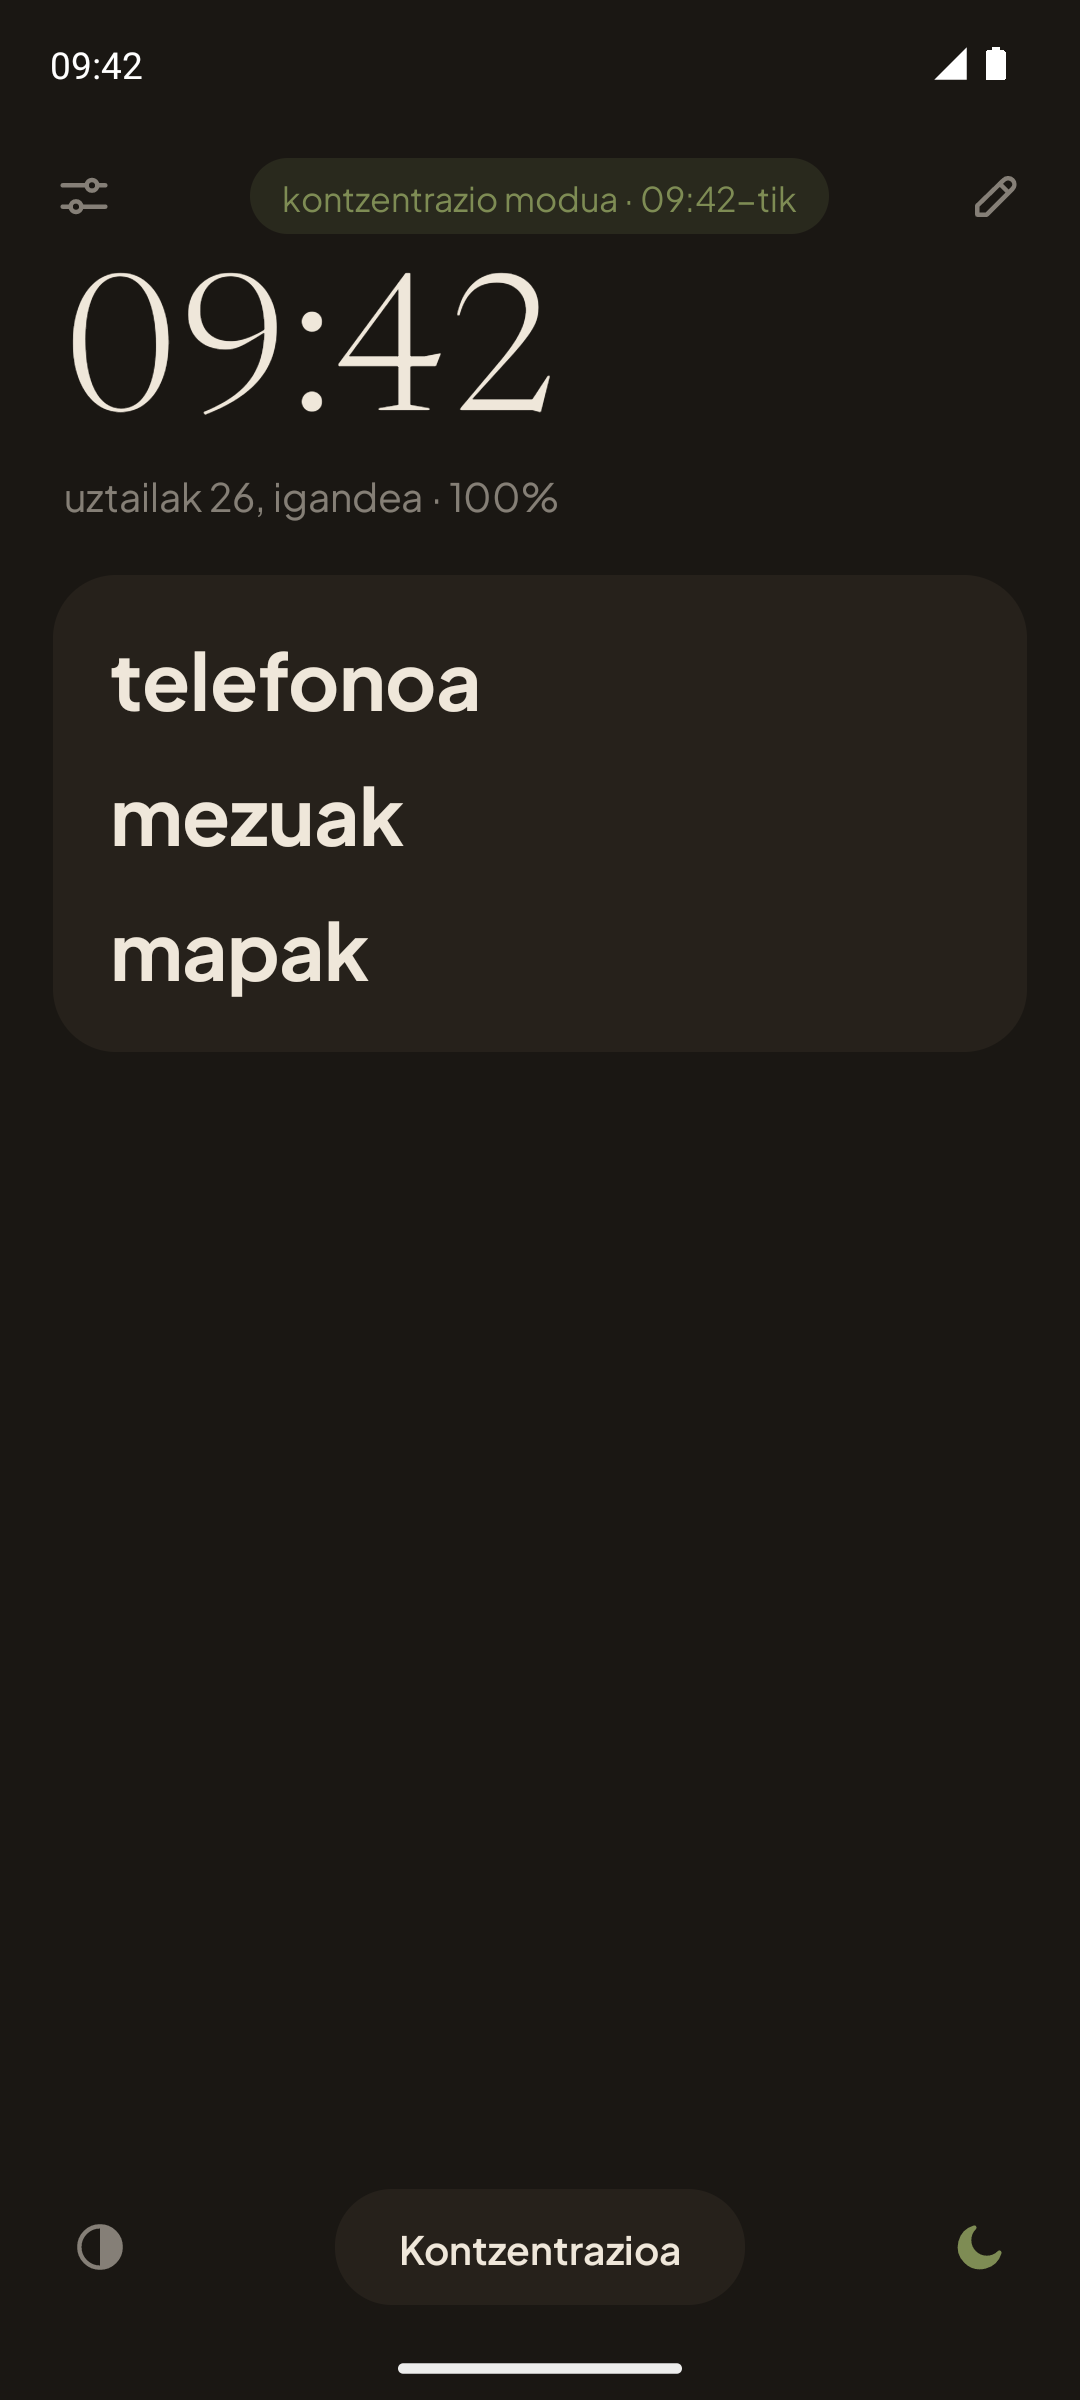 09:42
kontzentrazio modua · 09:42–tik
09:42
uztailak 26, igandea · 100%
telefonoa
mezuak
mapak
Kontzentrazioa